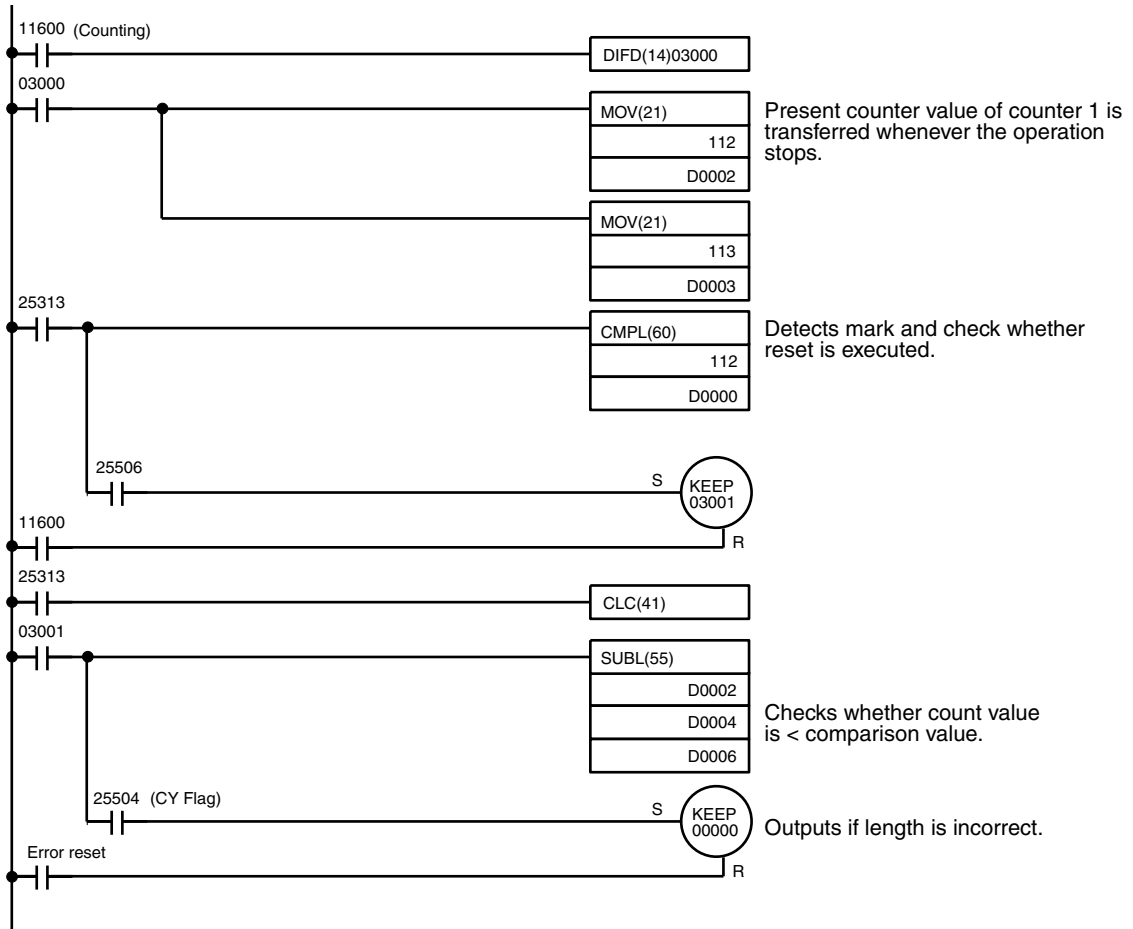 11600 (Counting)
DIFD(14)03000
03000
MOV(21)
112
D0002
Present counter value of counter 1 is
transferred whenever the operation
stops.
MOV(21)
113
D0003
25313
CMPL(60)
112
D0000
Detects mark and check whether
reset is executed.
25506
S
KEEP
03001
11600
R
25313
CLC(41)
03001
SUBL(55)
D0002
D0004
D0006
Checks whether count value
is < comparison value.
25504 (CY Flag)
S
KEEP
00000
Outputs if length is incorrect.
Error reset
R